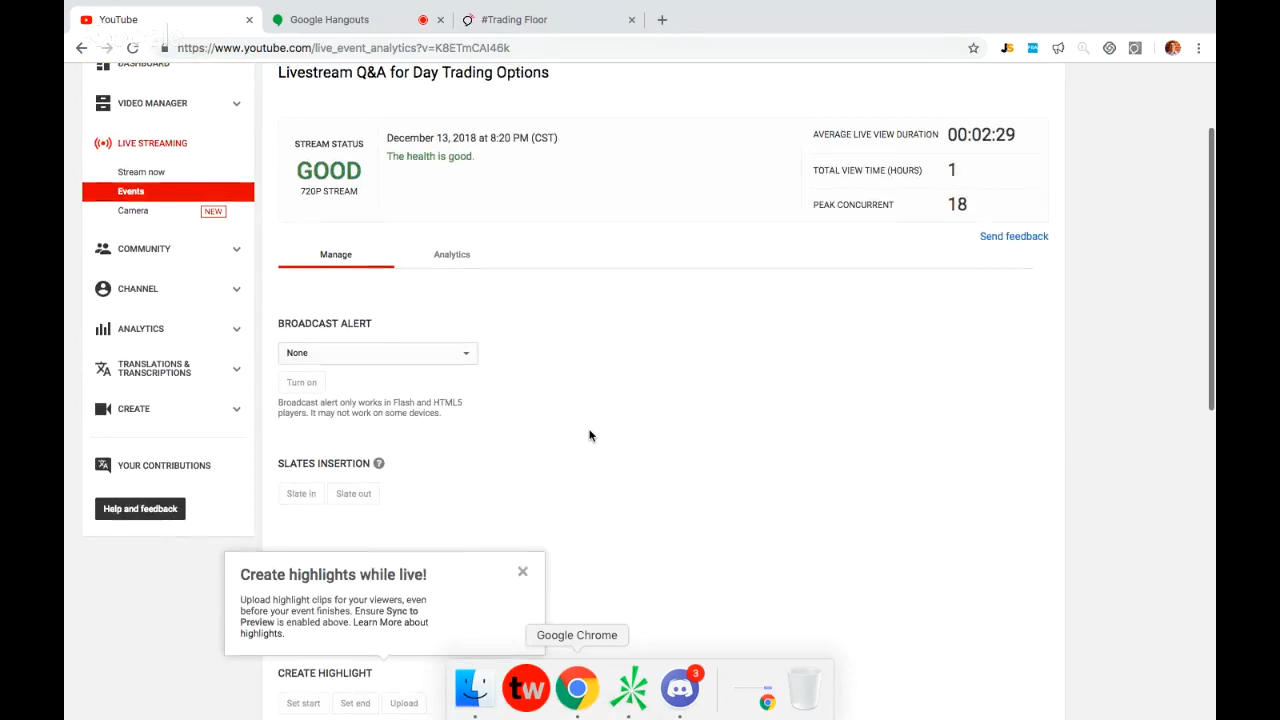 YouTube
Google Hangouts
#Trading Floor
https://www.youtube.com/live_event_analytics?v=K8ETmCAI46k
DASHBOARD
VIDEO MANAGER
LIVE STREAMING
Stream now
Events
Camera
NEW
COMMUNITY
CHANNEL
ANALYTICS
TRANSLATIONS &
TRANSCRIPTIONS
CREATE
YOUR CONTRIBUTIONS
Help and feedback
Livestream Q&A for Day Trading Options
STREAM STATUS
GOOD
720P STREAM
December 13, 2018 at 8:20 PM (CST)
The health is good.
AVERAGE LIVE VIEW DURATION 00:02:29
TOTAL VIEW TIME (HOURS) 1
PEAK CONCURRENT 18
Send feedback
Manage
Analytics
BROADCAST ALERT
None
Turn on
Broadcast alert only works in Flash and HTML5
players. It may not work on some devices.
SLATES INSERTION ?
Slate in
Slate out
Create highlights while live!
Upload highlight clips for your viewers, even
before your event finishes. Ensure Sync to
Preview is enabled above. Learn More about
highlights.
Google Chrome
CREATE HIGHLIGHT
Set start
Set end
Upload
tw
3